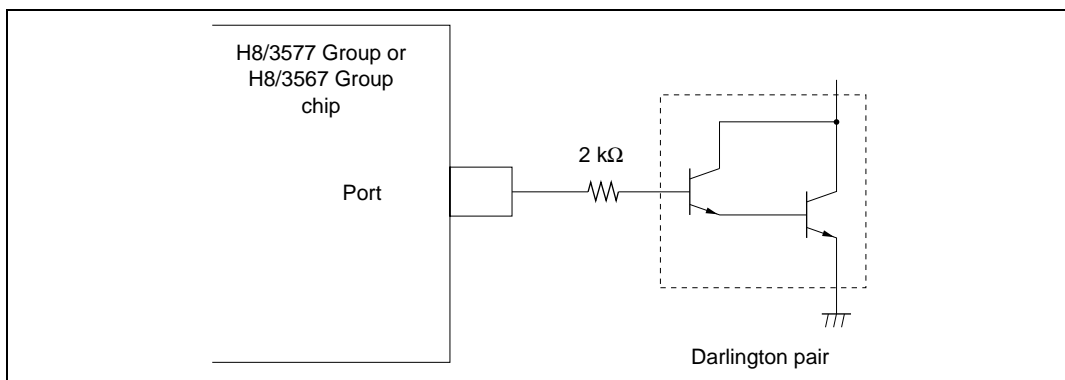 H8/3577 Group or
H8/3567 Group
chip
2 kΩ
Port
Darlington pair